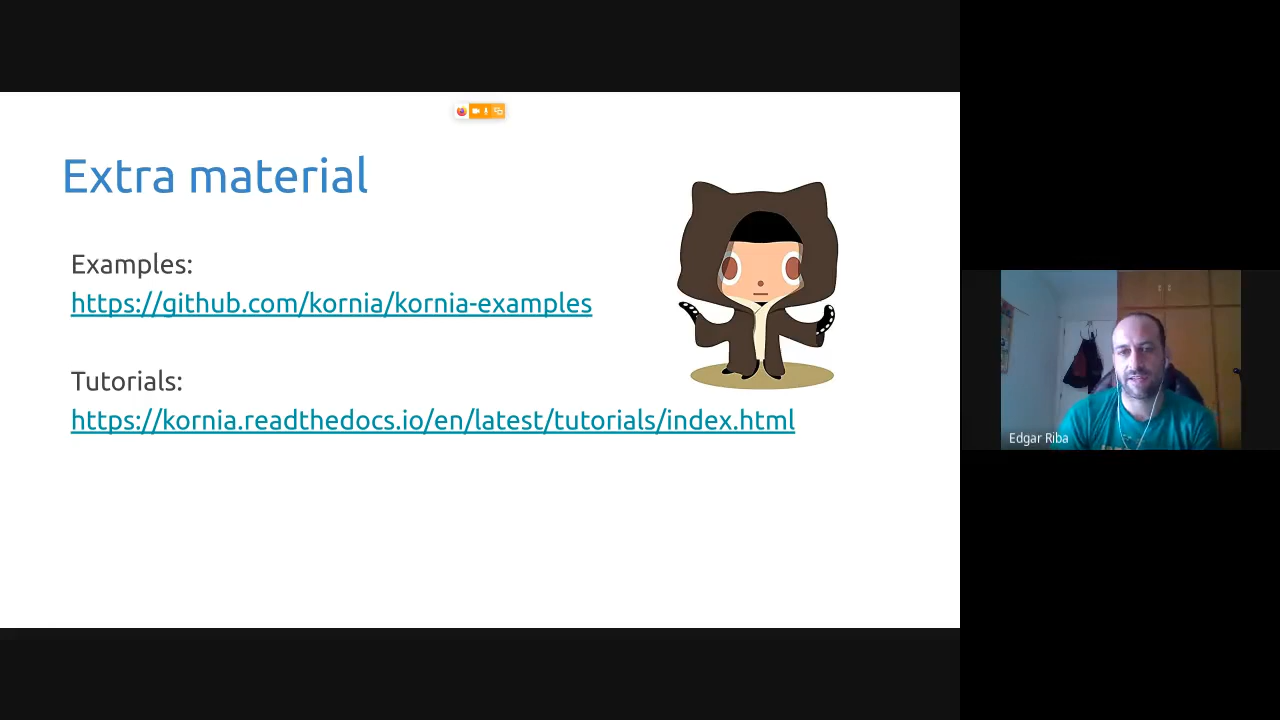 Extra material
Examples:
https://github.com/kornia/kornia-examples
Tutorials:
https://kornia.readthedocs.io/en/latest/tutorials/index.html
Edgar Riba